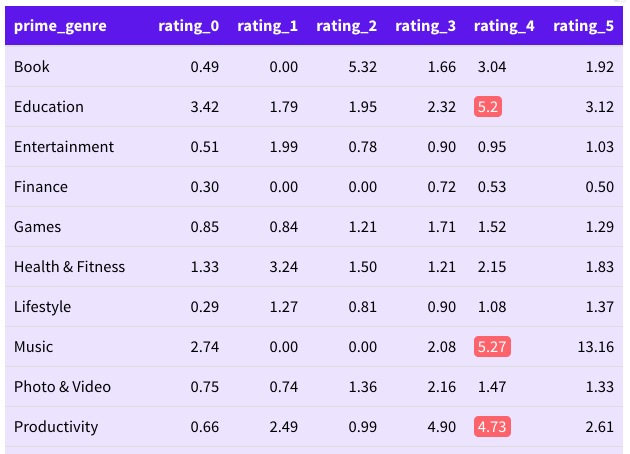 prime_genre rating_0 rating_1 rating_2 rating_3 rating_4 rating_5
Book 0.49 0.00 5.32 1.66 3.04 1.92
Education 3.42 1.79 1.95 2.32 5.2 3.12
Entertainment 0.51 1.99 0.78 0.90 0.95 1.03
Finance 0.30 0.00 0.00 0.72 0.53 0.50
Games 0.85 0.84 1.21 1.71 1.52 1.29
Health & Fitness 1.33 3.24 1.50 1.21 2.15 1.83
Lifestyle 0.29 1.27 0.81 0.90 1.08 1.37
Music 2.74 0.00 0.00 2.08 5.27 13.16
Photo & Video 0.75 0.74 1.36 2.16 1.47 1.33
Productivity 0.66 2.49 0.99 4.90 4.73 2.61